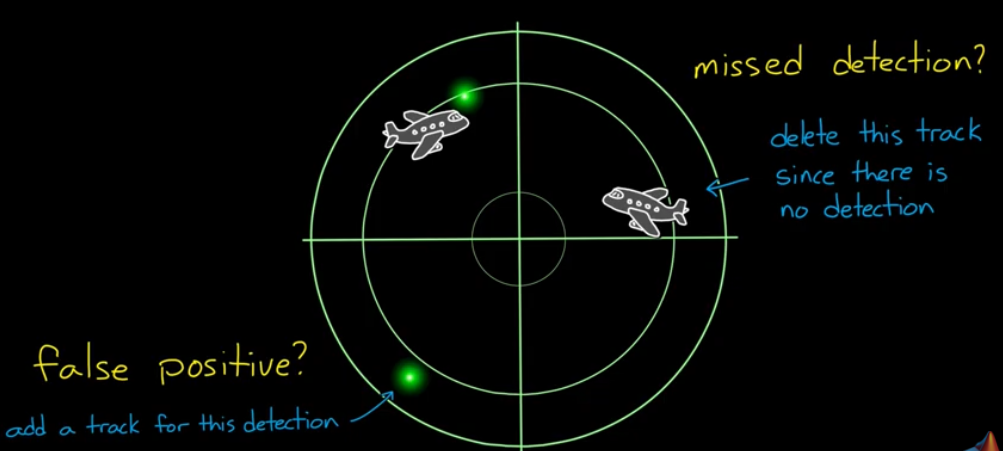 missed detection?
delete this track
since there is
no detection
false positive?
add a track for this detection